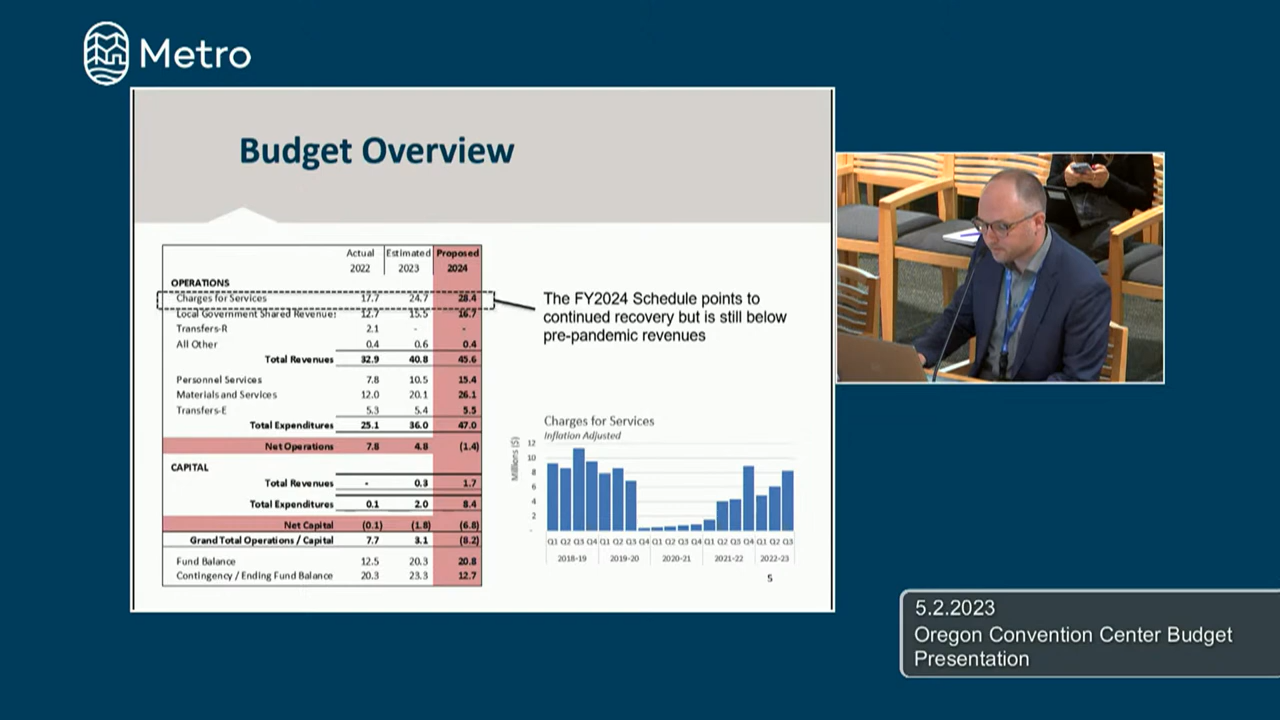 Metro
Budget Overview
Actual Estimated Proposed
2022 2023 2024
OPERATIONS
Charges for Services 17.7 24.7 28.4
Local Government Shared Revenue: 12.7 15.5 16.7
Transfers-R 2.1 - -
All Other 0.4 0.6 0.4
Total Revenues 32.9 40.8 45.6
Personnel Services 7.8 10.5 15.4
Materials and Services 12.0 20.1 26.1
Transfers-E 5.3 5.4 5.5
Total Expenditures 25.1 36.0 47.0
Net Operations 7.8 4.8 (1.4)
CAPITAL
Total Revenues - 0.3 1.7
Total Expenditures 0.1 2.0 8.4
Net Capital (0.1) (1.8) (6.8)
Grand Total Operations / Capital 7.7 3.1 (8.2)
Fund Balance 12.5 20.3 20.8
Contingency / Ending Fund Balance 20.3 23.3 12.7
The FY2024 Schedule points to
continued recovery but is still below
pre-pandemic revenues
Charges for Services
Inflation Adjusted
Millions ($)
12
10
8
6
4
2
-
Q1 Q2 Q3 Q4 Q1 Q2 Q3 Q4 Q1 Q2 Q3 Q4 Q1 Q2 Q3 Q4 Q1 Q2 Q3
2018-19 2019-20 2020-21 2021-22 2022-23
5
5.2.2023
Oregon Convention Center Budget
Presentation